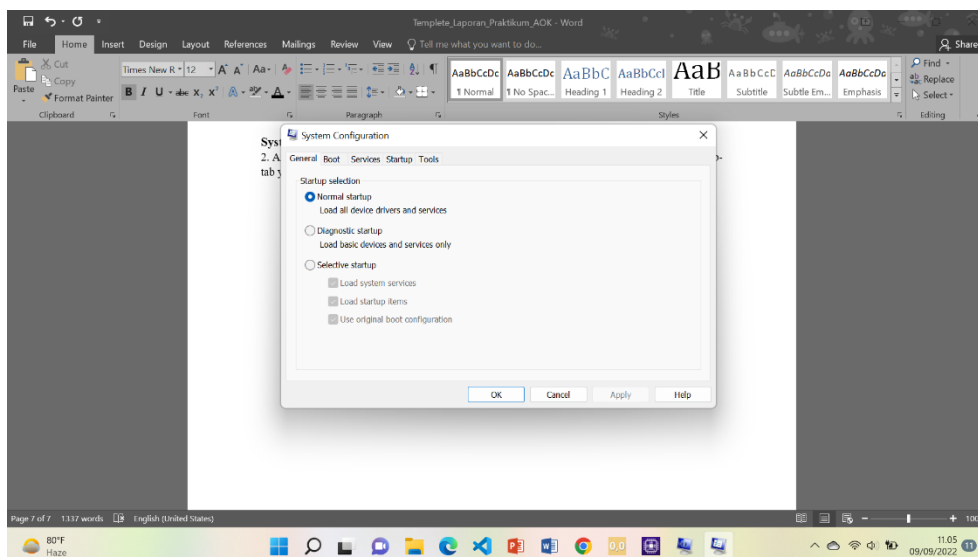 Templete_Laporan_Praktikum_AOK - Word
File Home Insert Design Layout References Mailings Review View Tell me what you want to do... Share
Cut
Copy
Format Painter
Paste
Times New R 12
AaBbCcDc AaBbCcDc AaBbC AaBbCcI AaB AaBbCcD AaBbCcDa AaBbCcDa
¶ Normal ¶ No Spac... Heading 1 Heading 2 Title Subtitle Subtle Em... Emphasis
Find
Replace
Select
Clipboard Font Paragraph Styles Editing
Syst
2. A
tab y
System Configuration
General Boot Services Startup Tools
Startup selection
Normal startup
Load all device drivers and services
Diagnostic startup
Load basic devices and services only
Selective startup
Load system services
Load startup items
Use original boot configuration
OK Cancel Apply Help
Page 7 of 7 1337 words English (United States) 100
80°F
Haze
11.05
09/09/2022